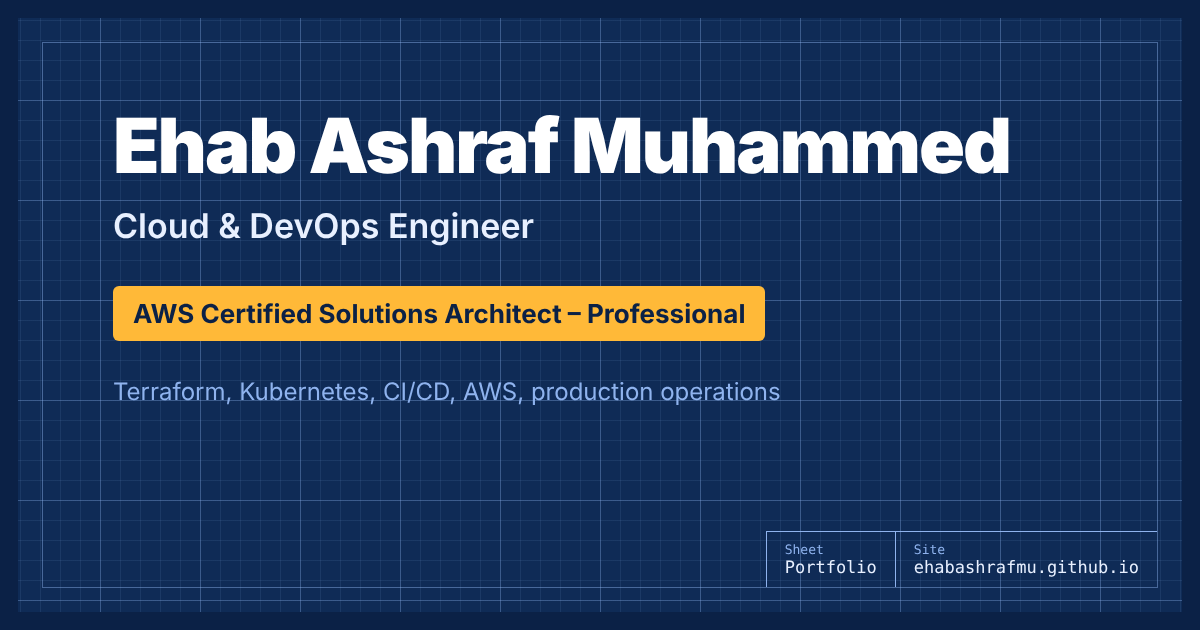 Ehab Ashraf Muhammed
Cloud & DevOps Engineer
AWS Certified Solutions Architect – Professional
Terraform, Kubernetes, CI/CD, AWS, production operations
Sheet
Portfolio
Site
ehabashrafmu.github.io